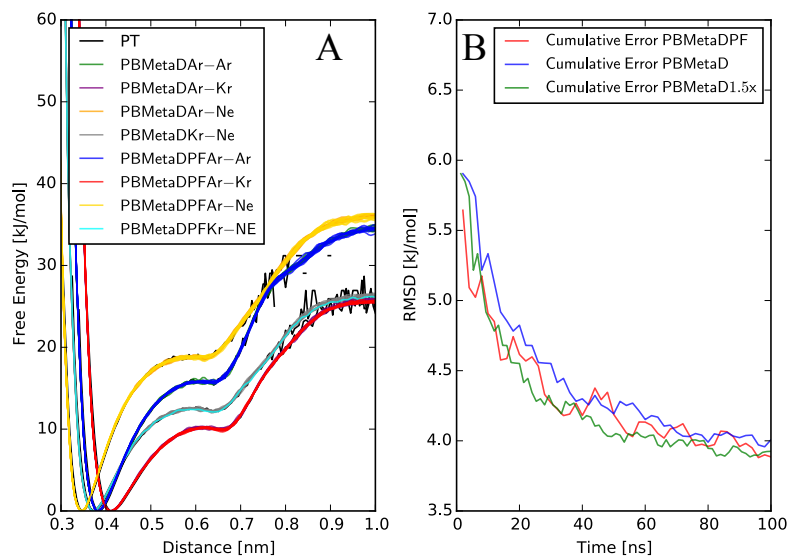 A
PT
PBMetaDAr−Ar
PBMetaDAr−Kr
PBMetaDAr−Ne
PBMetaDKr−Ne
PBMetaDPFAr−Ar
PBMetaDPFAr−Kr
PBMetaDPFAr−Ne
PBMetaDPFKr−NE
Free Energy [kJ/mol]
60
50
40
30
20
10
0
0.3 0.4 0.5 0.6 0.7 0.8 0.9 1.0
Distance [nm]
B
Cumulative Error PBMetaDPF
Cumulative Error PBMetaD
Cumulative Error PBMetaD1.5x
RMSD [kJ/mol]
7.0
6.5
6.0
5.5
5.0
4.5
4.0
3.5
0 20 40 60 80 100
Time [ns]